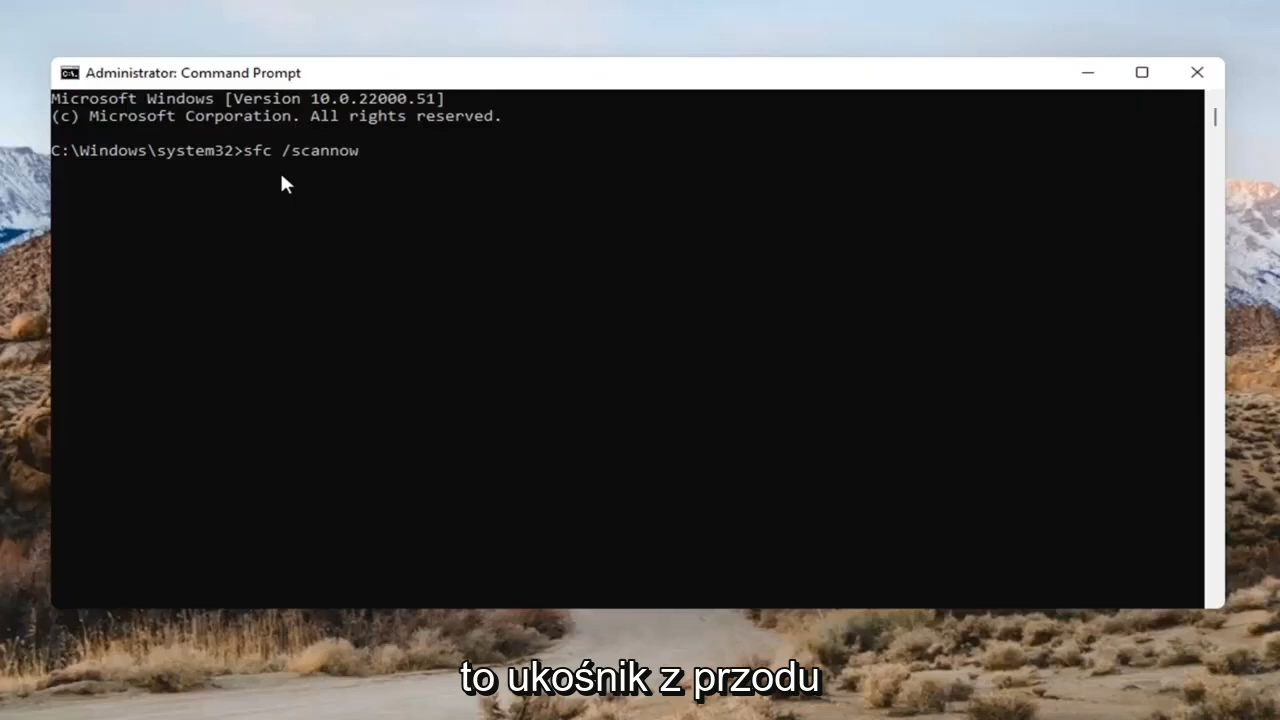 Administrator: Command Prompt
Microsoft Windows [Version 10.0.22000.51]
(c) Microsoft Corporation. All rights reserved.
C:\Windows\system32>sfc /scannow
to ukośnik z przodu